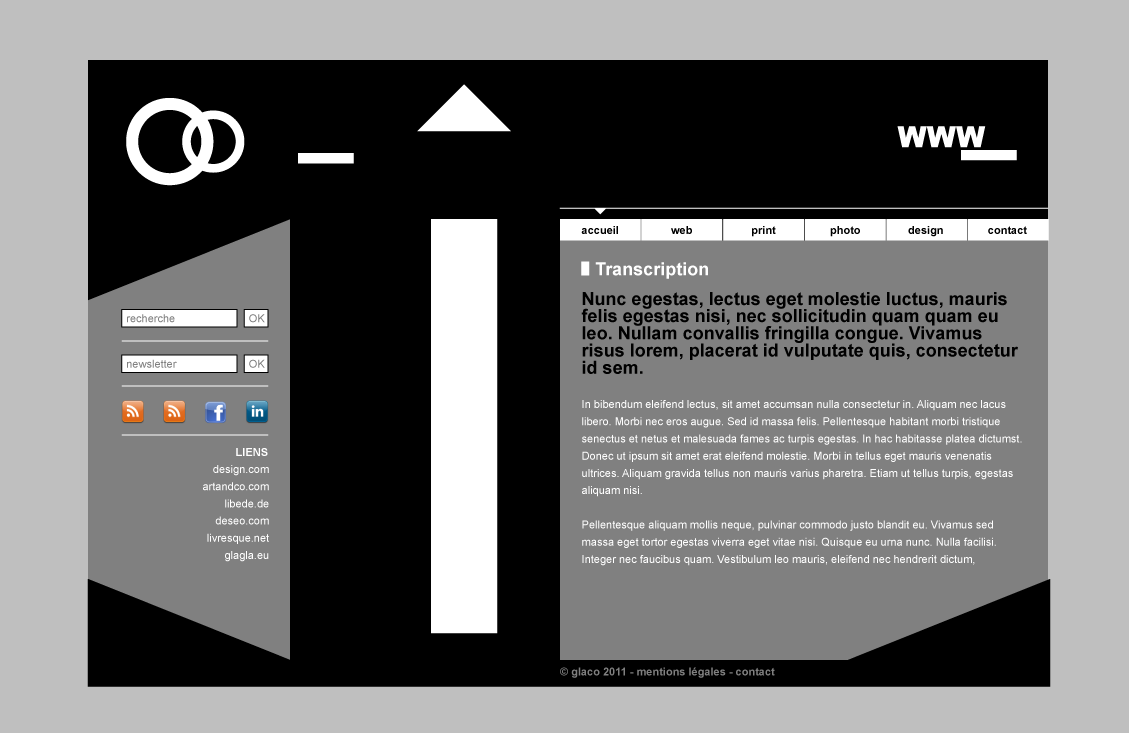 www
accueil
web
print
photo
design
contact
recherche
OK
newsletter
OK
f
in
LIENS
design.com
artandco.com
libede.de
deseo.com
livresque.net
glagla.eu
Transcription
Nunc egestas, lectus eget molestie luctus, mauris
felis egestas nisi, nec sollicitudin quam quam eu
leo. Nullam convallis fringilla congue. Vivamus
risus lorem, placerat id vulputate quis, consectetur
id sem.
In bibendum eleifend lectus, sit amet accumsan nulla consectetur in. Aliquam nec lacus
libero. Morbi nec eros augue. Sed id massa felis. Pellentesque habitant morbi tristique
senectus et netus et malesuada fames ac turpis egestas. In hac habitasse platea dictumst.
Donec ut ipsum sit amet erat eleifend molestie. Morbi in tellus eget mauris venenatis
ultrices. Aliquam gravida tellus non mauris varius pharetra. Etiam ut tellus turpis, egestas
aliquam nisi.
Pellentesque aliquam mollis neque, pulvinar commodo justo blandit eu. Vivamus sed
massa eget tortor egestas viverra eget vitae nisi. Quisque eu urna nunc. Nulla facilisi.
Integer nec faucibus quam. Vestibulum leo mauris, eleifend nec hendrerit dictum,
© glaco 2011 - mentions légales - contact